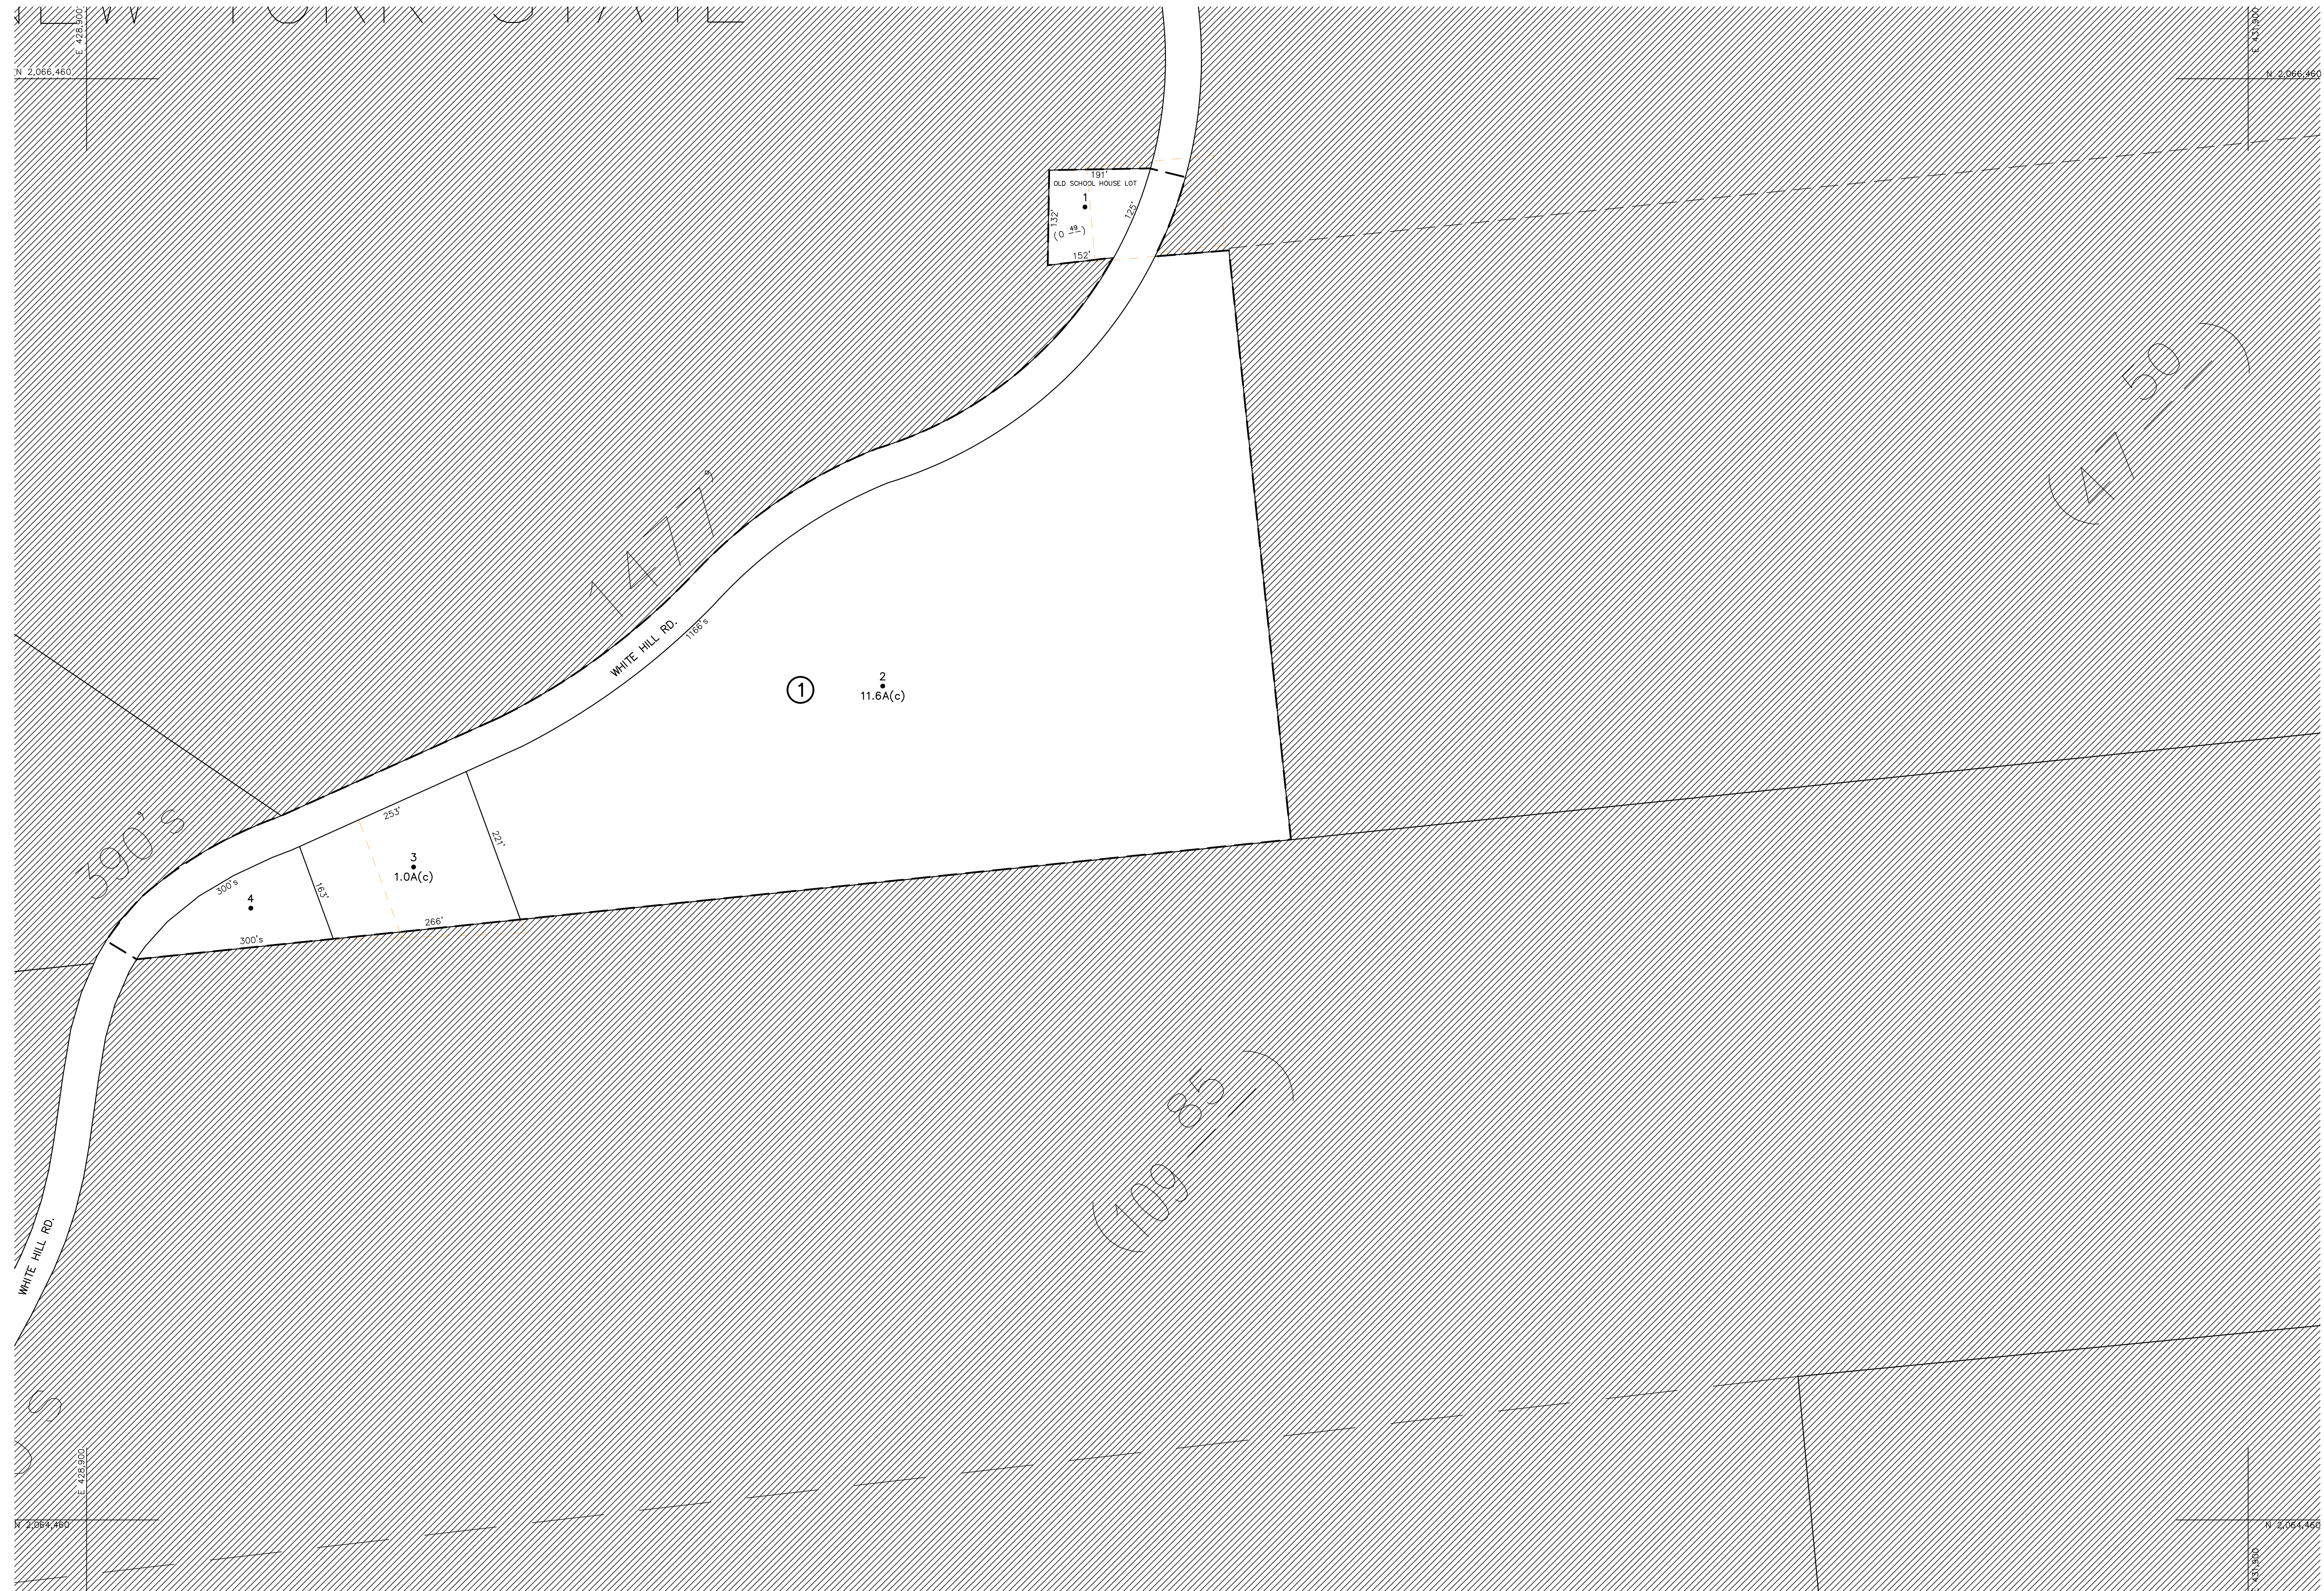 E 428,900
E 431,900
N 2,066,460
N 2,066,460
191'
OLD SCHOOL HOUSE LOT
1
132'
125'
(0 49)
152'
(47 50)
1477'
WHITE HILL RD.
1166's
1
2
11.6A(c)
253'
221'
3
1.0A(c)
390's
300's
4
163'
266'
300's
(109 85)
WHITE HILL RD.
S
E 428,900
N 2,064,460
N 2,064,460
431,900